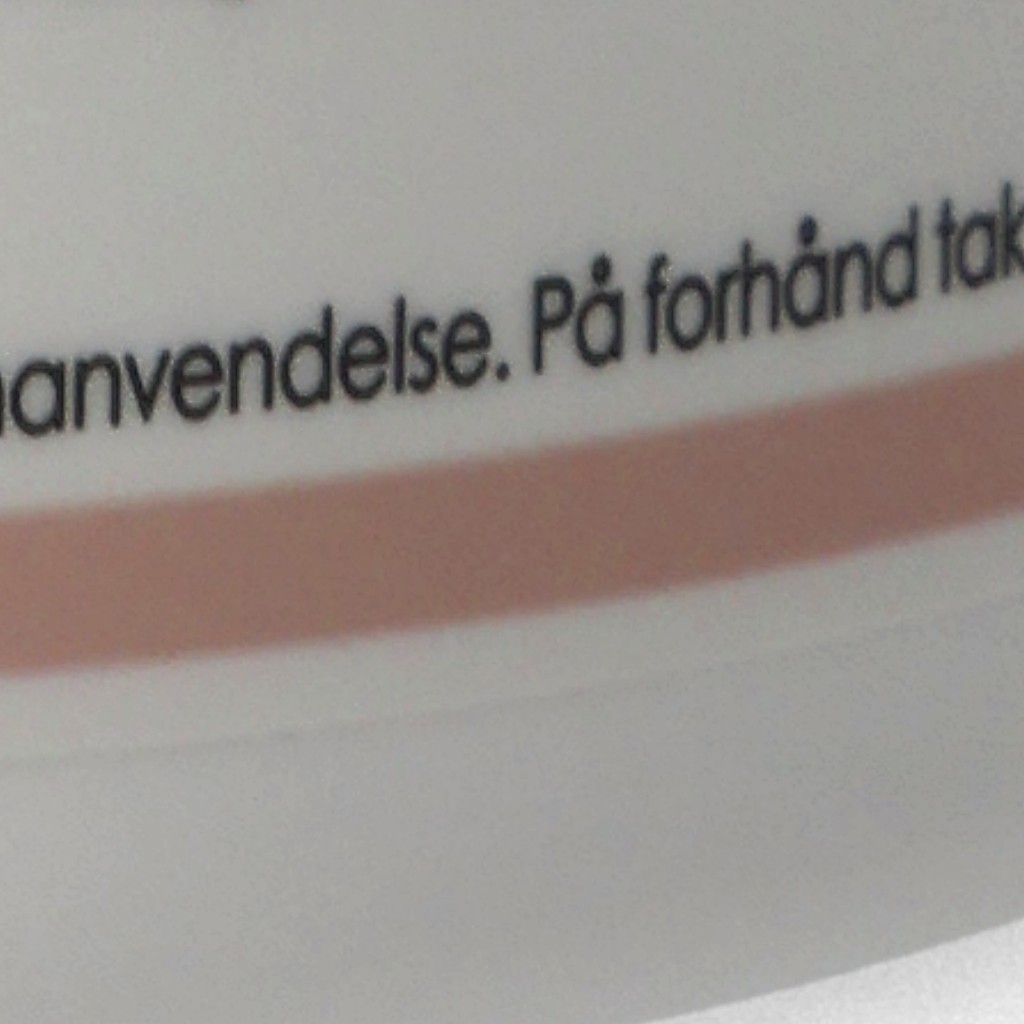 anvendelse. På forhånd tak